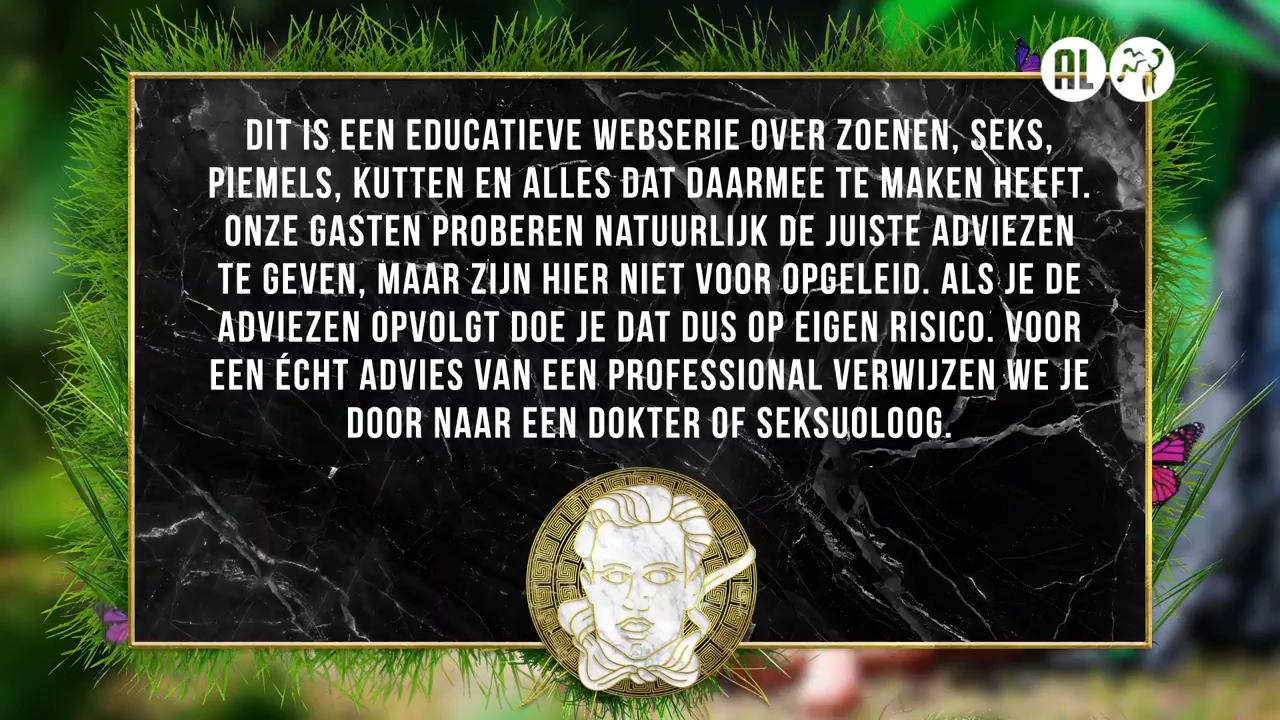 AL
DIT IS EEN EDUCATIEVE WEBSERIE OVER ZOENEN, SEKS,
PIEMELS, KUTTEN EN ALLES DAT DAARMEE TE MAKEN HEEFT.
ONZE GASTEN PROBEREN NATUURLIJK DE JUISTE ADVIEZEN
TE GEVEN, MAAR ZIJN HIER NIET VOOR OPGELEID. ALS JE DE
ADVIEZEN OPVOLGT DOE JE DAT DUS OP EIGEN RISICO. VOOR
EEN ÉCHT ADVIES VAN EEN PROFESSIONAL VERWIJZEN WE JE
DOOR NAAR EEN DOKTER OF SEKSUOLOOG.